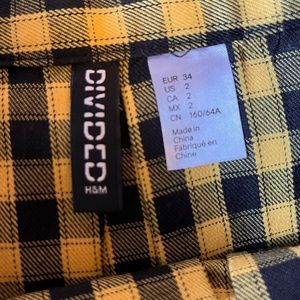 DIVIDED
H&M
EUR 34
US 2
CA 2
MX 2
CN 160/64A
Made in
China
Fabriqué en
Chine